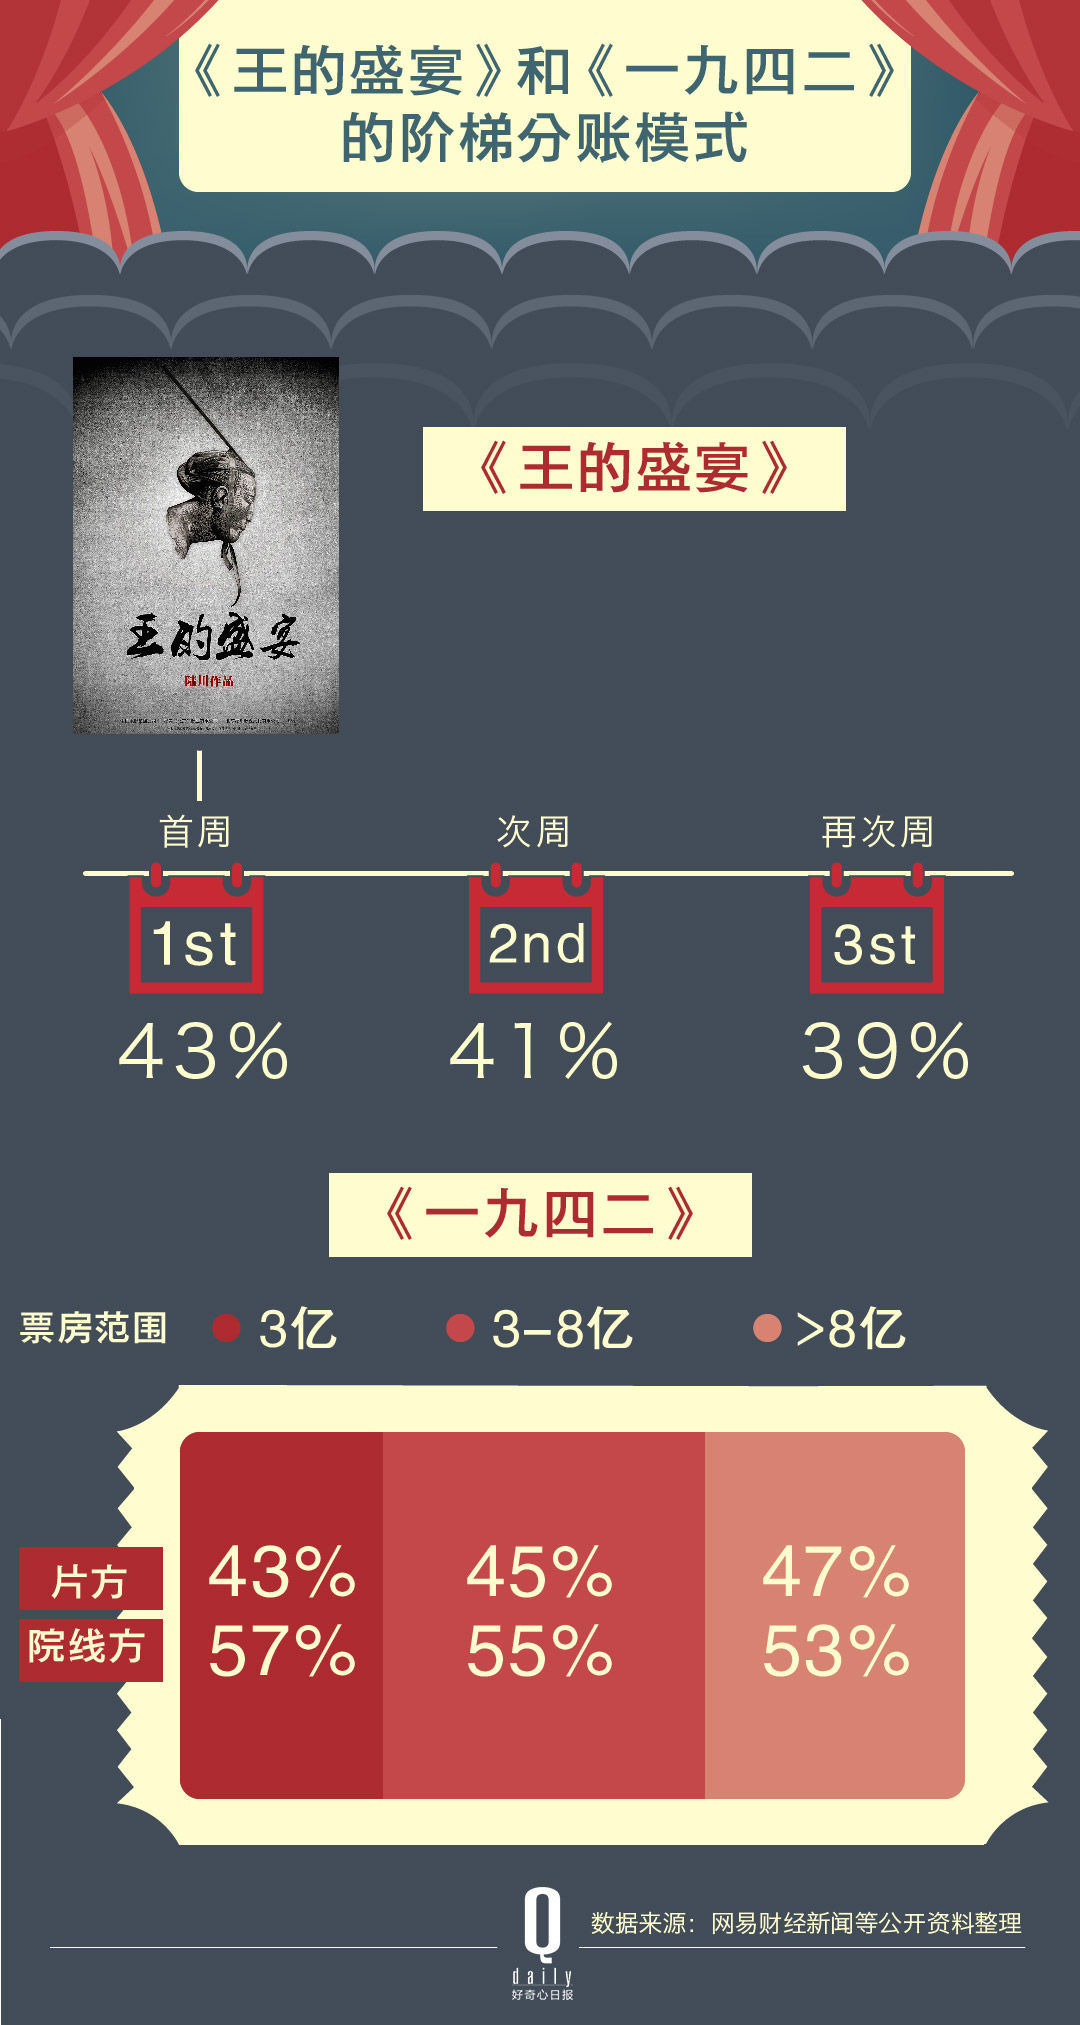 《王的盛宴》和《一九四二》
的阶梯分账模式
《王的盛宴》
王的盛宴
陆川作品
首周 次周 再次周
1st 2nd 3st
43% 41% 39%
《一九四二》
票房范围 3亿 3-8亿 >8亿
片方 43% 45% 47%
院线方 57% 55% 53%
数据来源：网易财经新闻等公开资料整理
Q
daily
好奇心日报